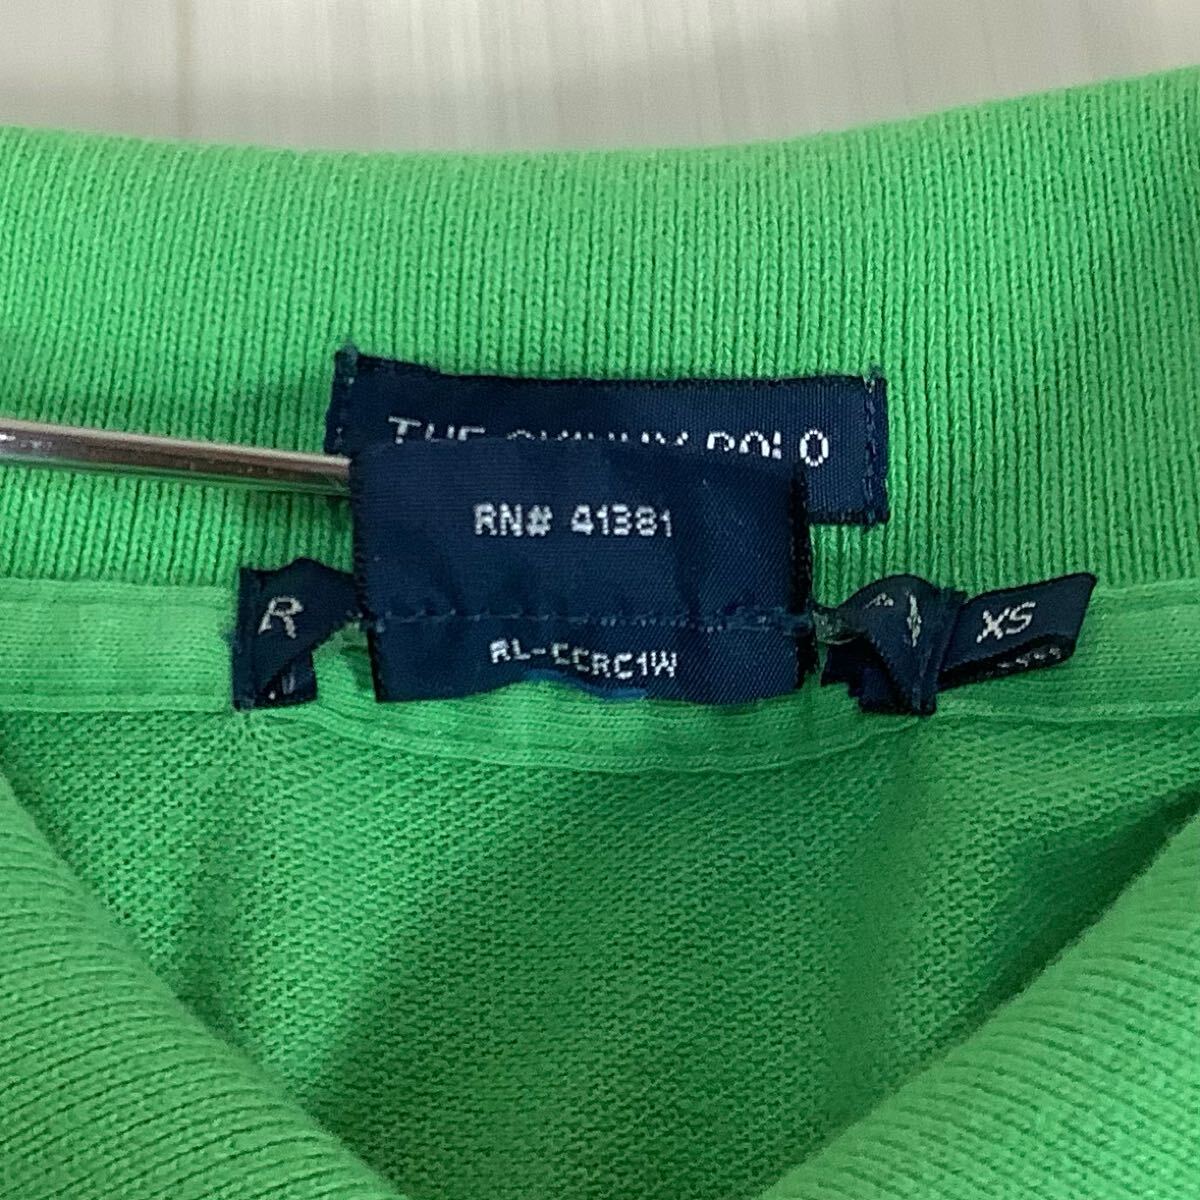 THE SKINNY POLO
RN# 41381
R
XS
RL-CCRC1W